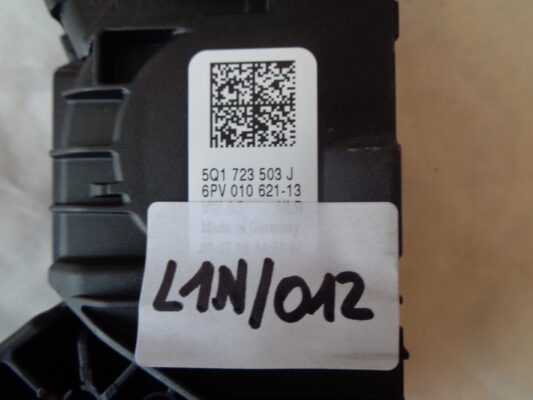 5Q1 723 503 J
6PV 010 621-13
Made in Germany
L1N/012